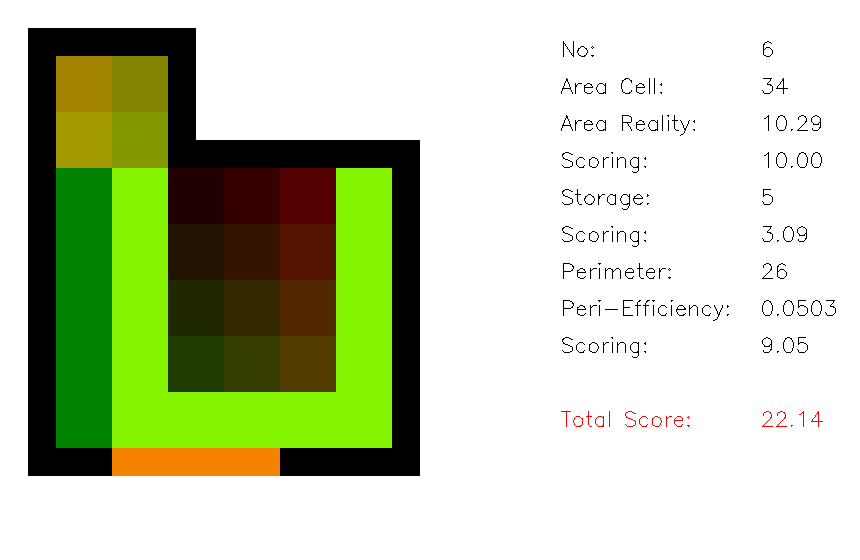 No: 6
Area Cell: 34
Area Reality: 10.29
Scoring: 10.00
Storage: 5
Scoring: 3.09
Perimeter: 26
Peri-Efficiency: 0.0503
Scoring: 9.05
Total Score: 22.14